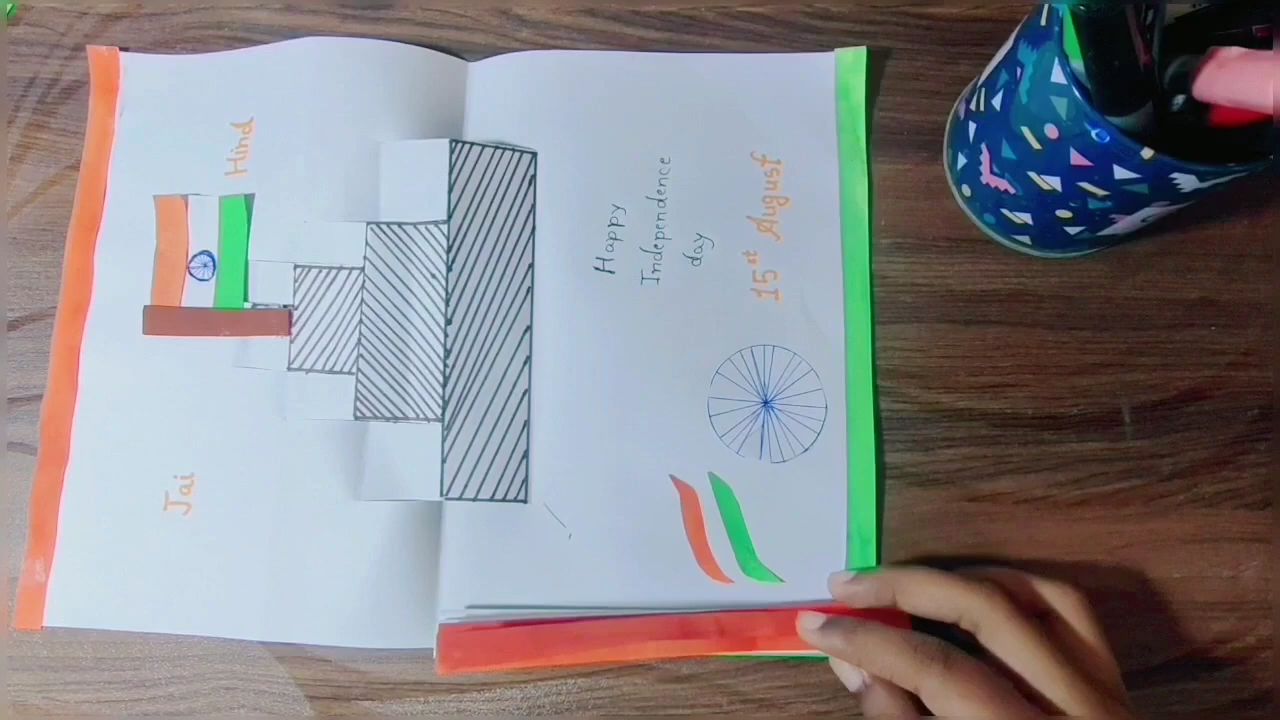 Jai Hind
Happy
Independence
day
15st August